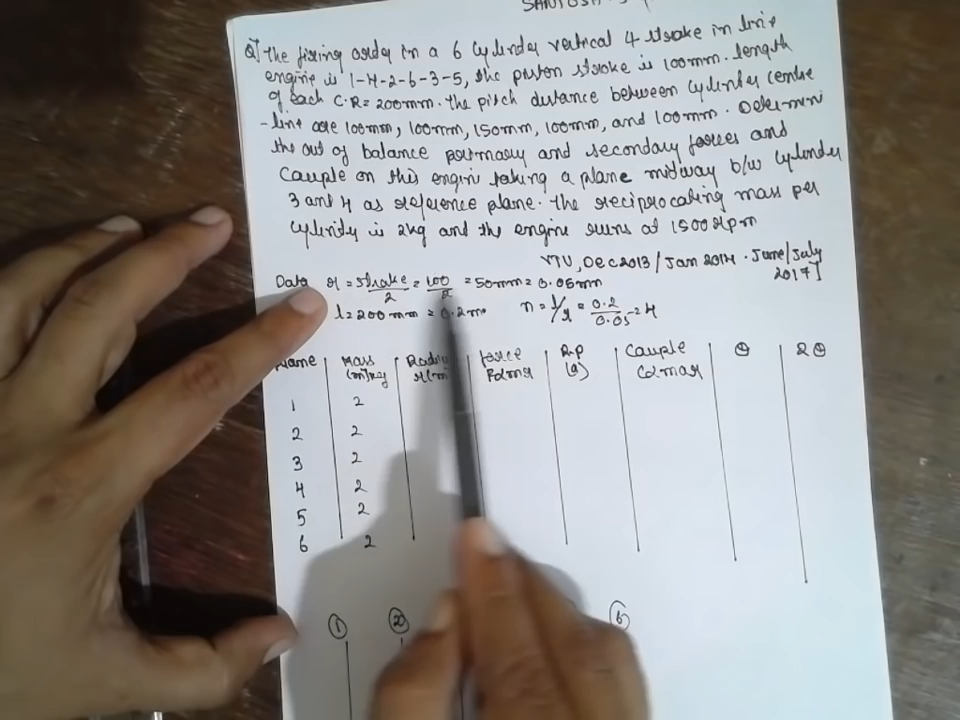 Q] The firing order in a 6 cylinder vertical 4 stroke in line
engine is 1-4-2-6-3-5, the piston stroke is 100mm. length
of each C.R = 200mm. the pitch distance between cylinder centre
-line are 100mm, 100mm, 150mm, 100mm, and 100mm. Determine
the out of balance primary and secondary forces and
Couple on this engine taking a plane midway b/w cylinder
3 and 4 as reference plane. the reciprocating mass per
cylinder is 2kg and the engine runs at 1500rpm
VTU, Dec 2013/Jan 2014. June/July
2017]
Data r = stroke/2 = 100/2 = 50mm = 0.05mm
l = 200mm = 0.2m n = l/r = 0.2/0.05 = 4
Plane Mass (m)kg Force F∝mr R.P (a) Couple C∝mar θ 2θ
1 2
2 2
3 2
4 2
5 2
6 2
① ② ⑥